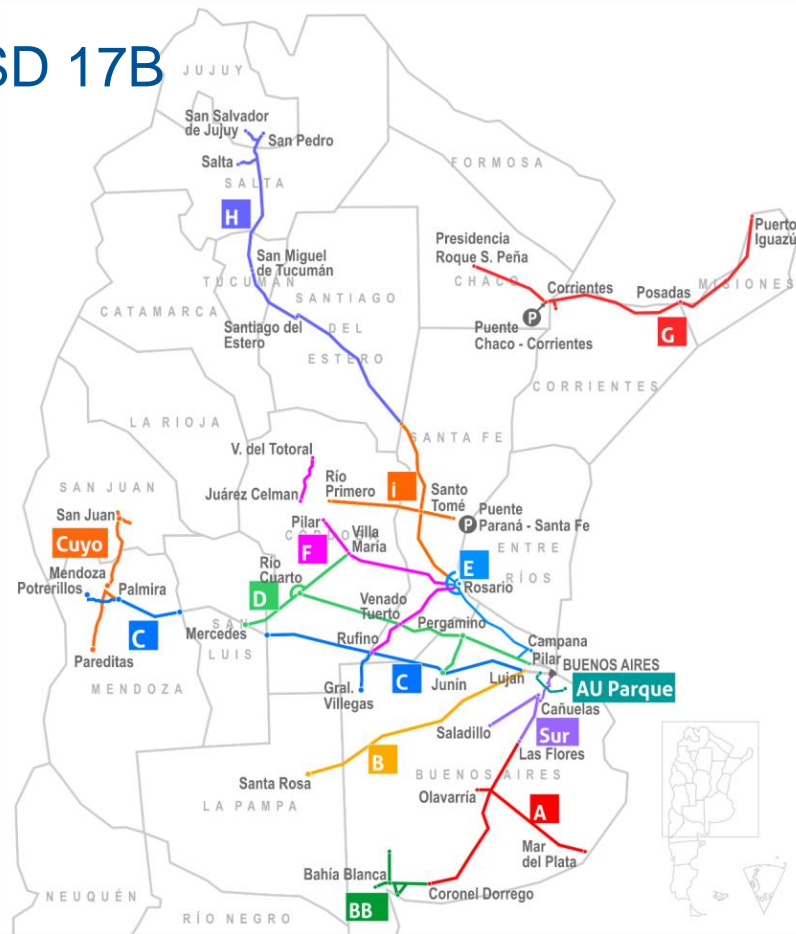 SD 17B
JUJUY
San Salvador
de Jujuy
San Pedro
Salta
SALTA
FORMOSA
H
Presidencia
Roque S. Peña
Puerto
Iguazú
San Miguel
de Tucumán
TUCUMÁN
CHACO
Corrientes
Posadas
MISIONES
SANTIAGO
CATAMARCA
P
Santiago del
Estero
DEL
Puente
Chaco - Corrientes
G
ESTERO
CORRIENTES
LA RIOJA
SANTA FE
V. del Totoral
Río
Primero
i
SAN JUAN
Juárez Celman
Santo
Tomé
Puente
Paraná - Santa Fe
P
San Juan
Pilar
CÓRDOBA
Villa
María
Cuyo
F
ENTRE
RÍOS
E
Río
Cuarto
Mendoza
Potrerillos
Palmira
Rosario
D
Venado
Tuerto
Pergamino
C
Mercedes
SAN
LUIS
Rufino
Campana
Pilar
BUENOS AIRES
Pareditas
MENDOZA
C
Junín
Lujan
AU Parque
Gral.
Villegas
Cañuelas
Saladillo
Sur
Las Flores
B
Santa Rosa
BUENOS AIRES
LA PAMPA
Olavarría
A
Mar
del Plata
Bahía Blanca
Coronel Dorrego
NEUQUÉN
BB
RÍO NEGRO